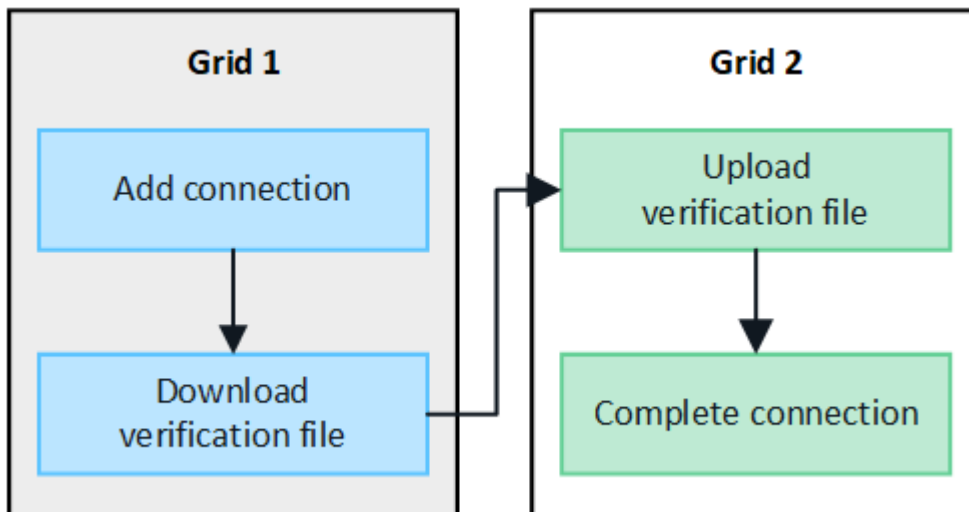 Grid 1
Add connection
Download
verification file
Grid 2
Upload
verification file
Complete connection